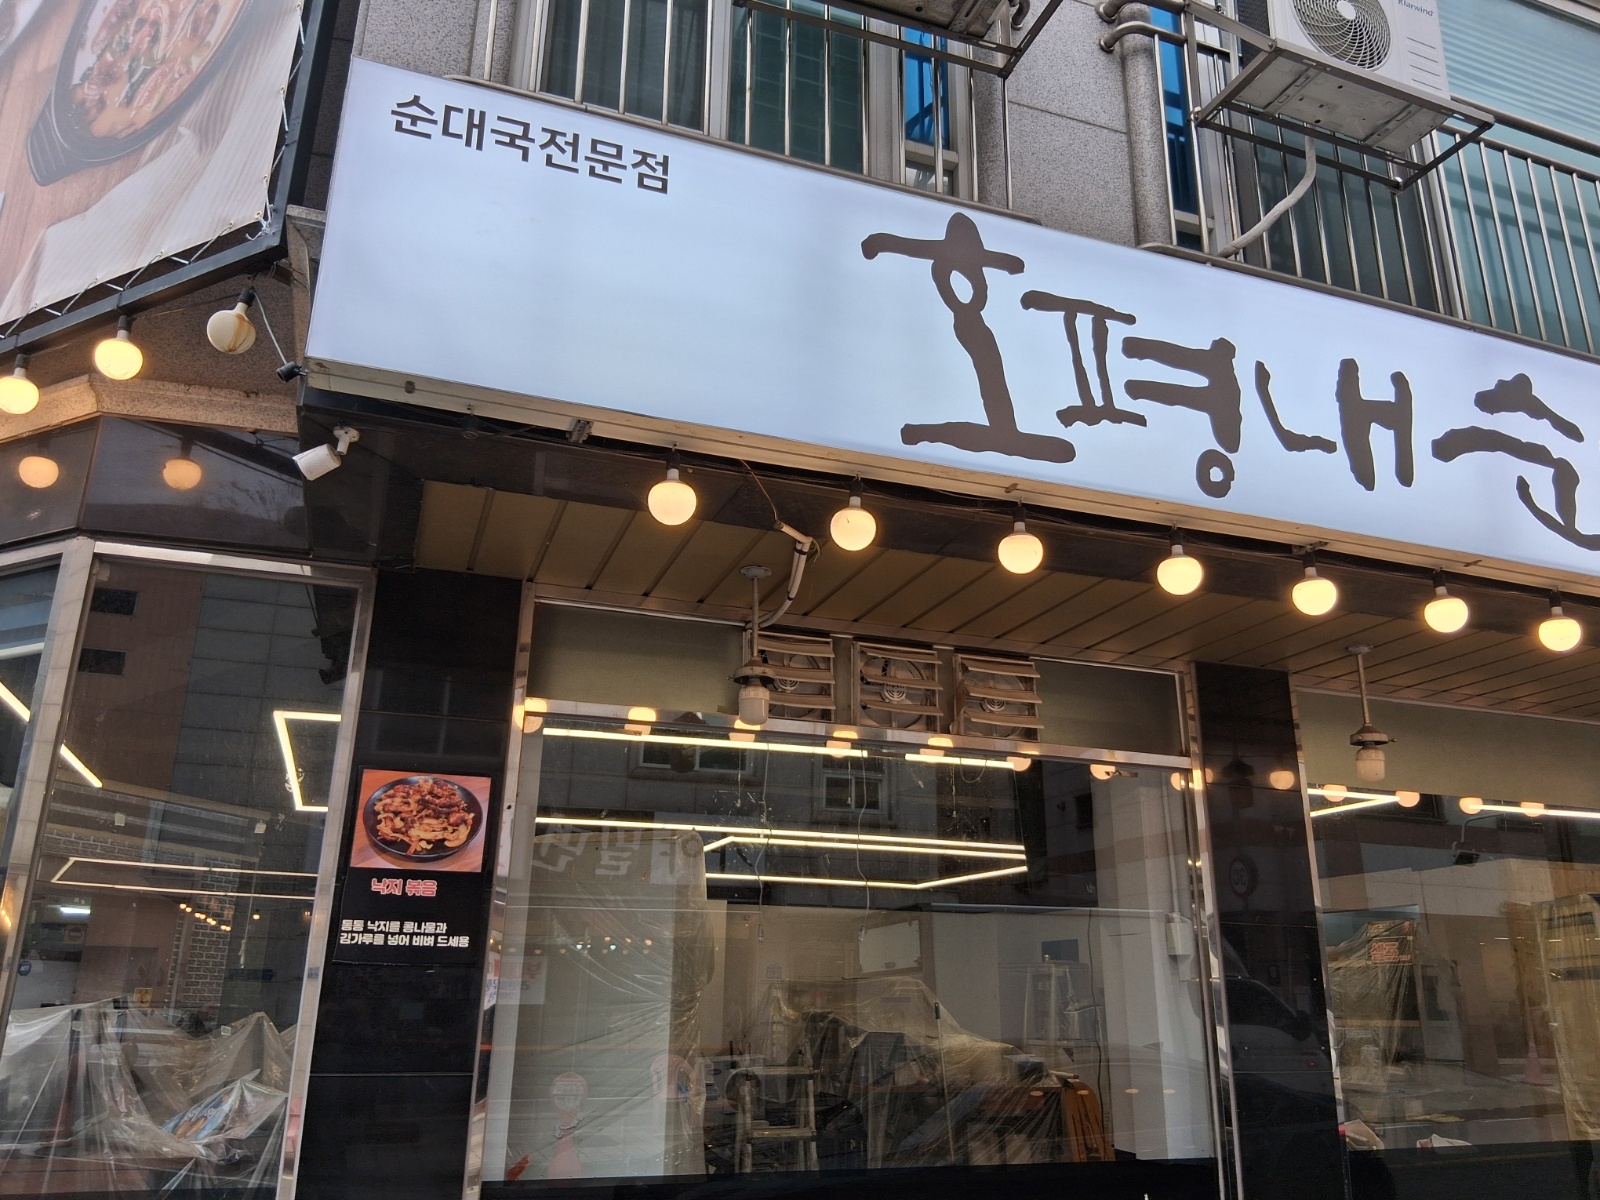 Klarwind
순대국전문점
호평내순
낙지 볶음
통통 낙지를 콩나물과
김가루를 넣어 비벼 드세용